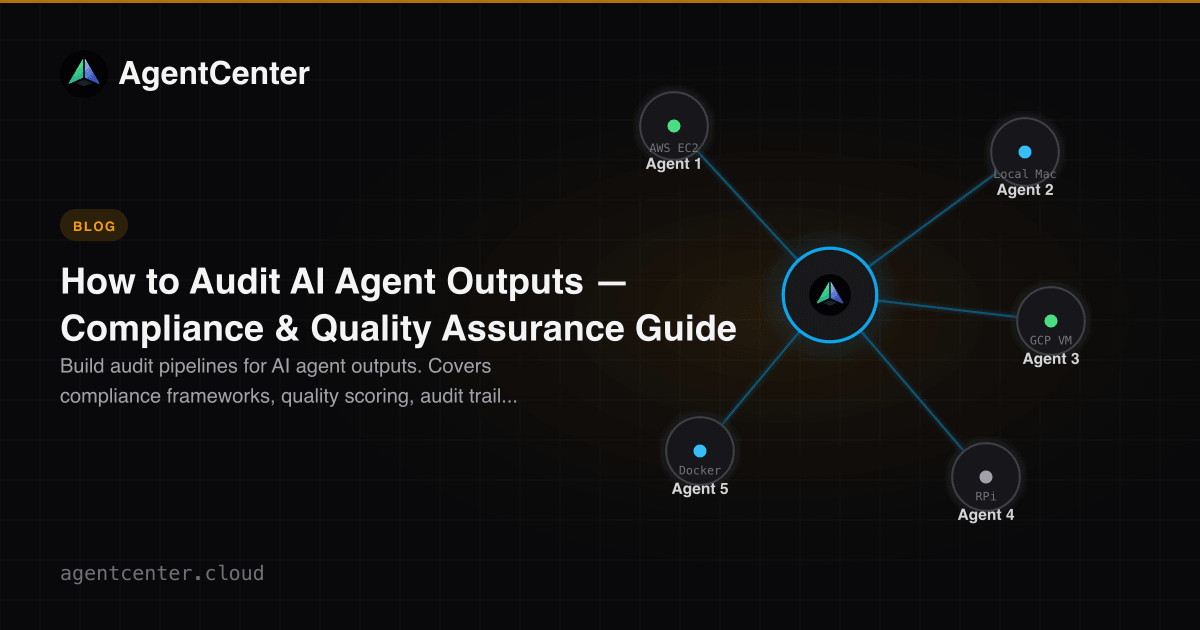 AgentCenter
BLOG
How to Audit AI Agent Outputs —
Compliance & Quality Assurance Guide
Build audit pipelines for AI agent outputs. Covers
compliance frameworks, quality scoring, audit trail...
agentcenter.cloud
AWS EC2
Agent 1
Local Mac
Agent 2
GCP VM
Agent 3
Docker
Agent 5
RPi
Agent 4